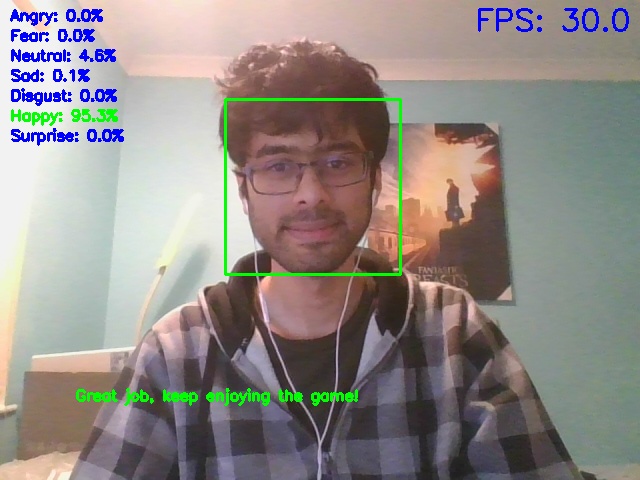 Angry: 0.0%
Fear: 0.0%
Neutral: 4.6%
Sad: 0.1%
Disgust: 0.0%
Happy: 95.3%
Surprise: 0.0%
FPS: 30.0
FANTASTIC
BEASTS
Great job, keep enjoying the game!